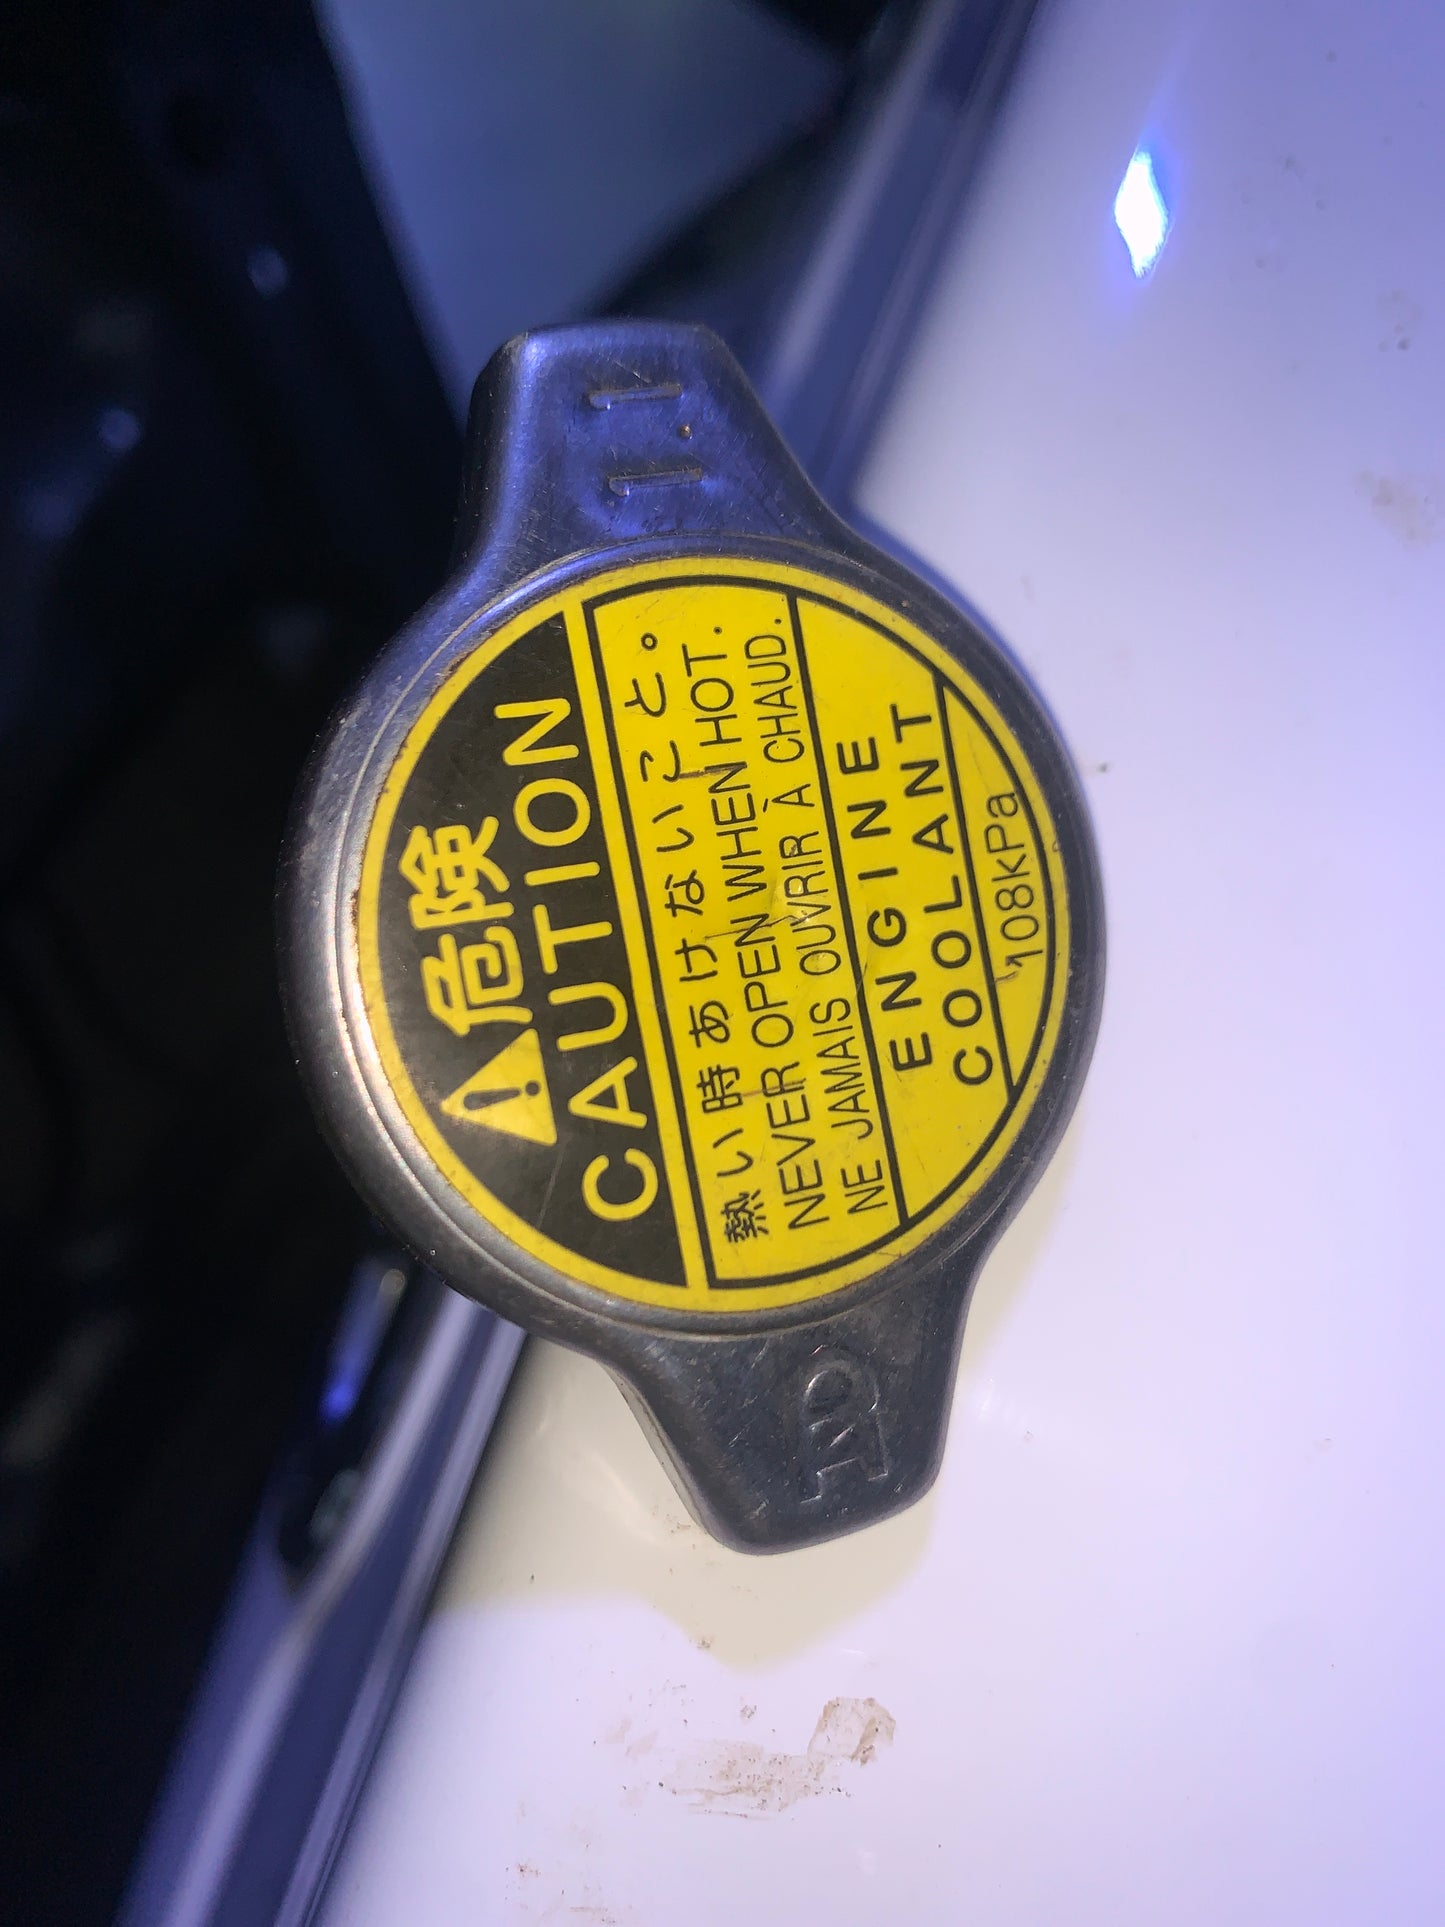 1.1
危険
CAUTION
熱い時あけないこと。
NEVER OPEN WHEN HOT.
NE JAMAIS OUVRIR À CHAUD.
ENGINE
COOLANT
108kPa